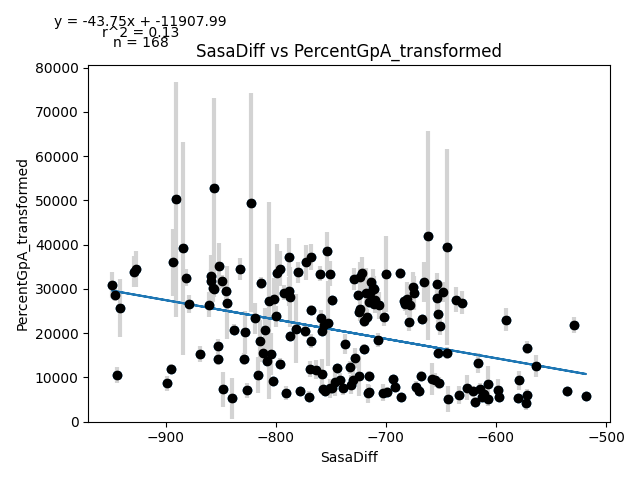 y = -43.75x + -11907.99
r^2 = 0.13
n = 168
SasaDiff vs PercentGpA_transformed
80000
70000
60000
50000
40000
30000
20000
10000
0
PercentGpA_transformed
−900 −800 −700 −600 −500
SasaDiff